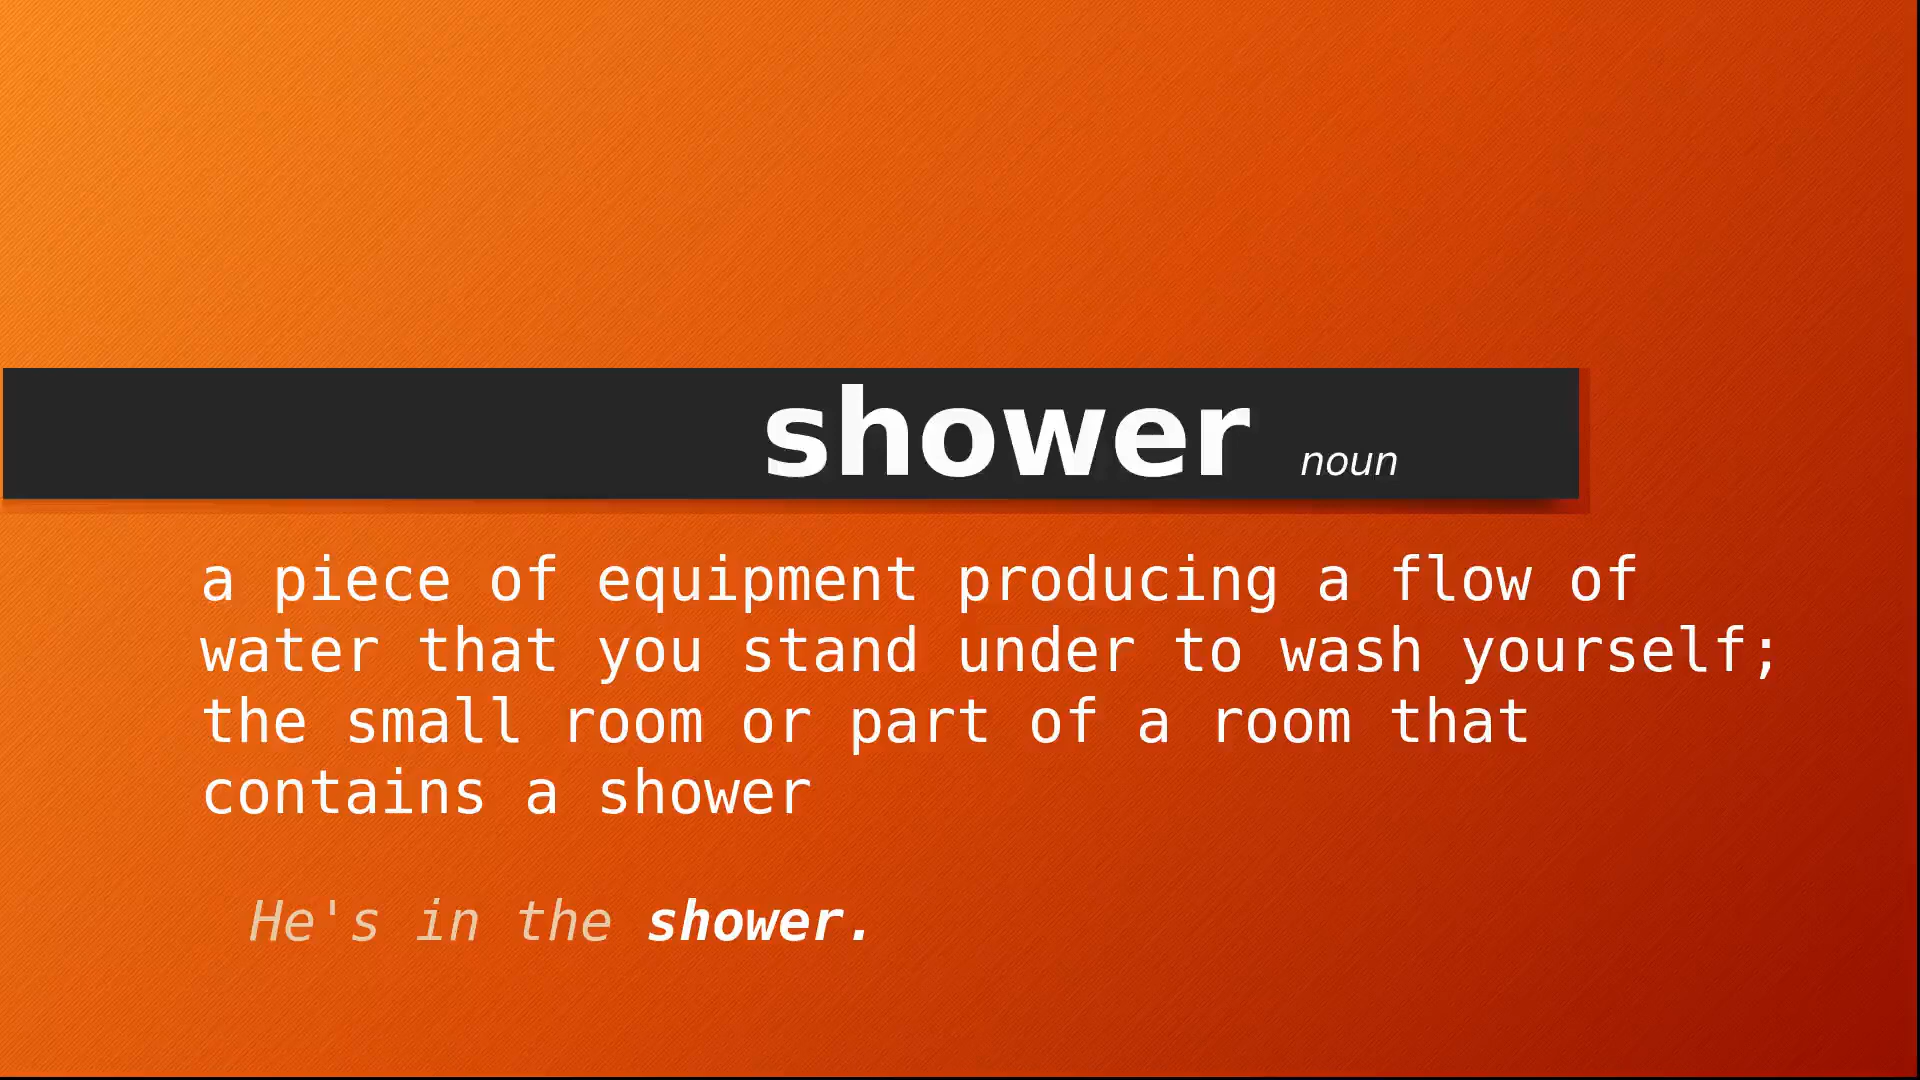 shower noun
a piece of equipment producing a flow of
water that you stand under to wash yourself;
the small room or part of a room that
contains a shower
He's in the shower.